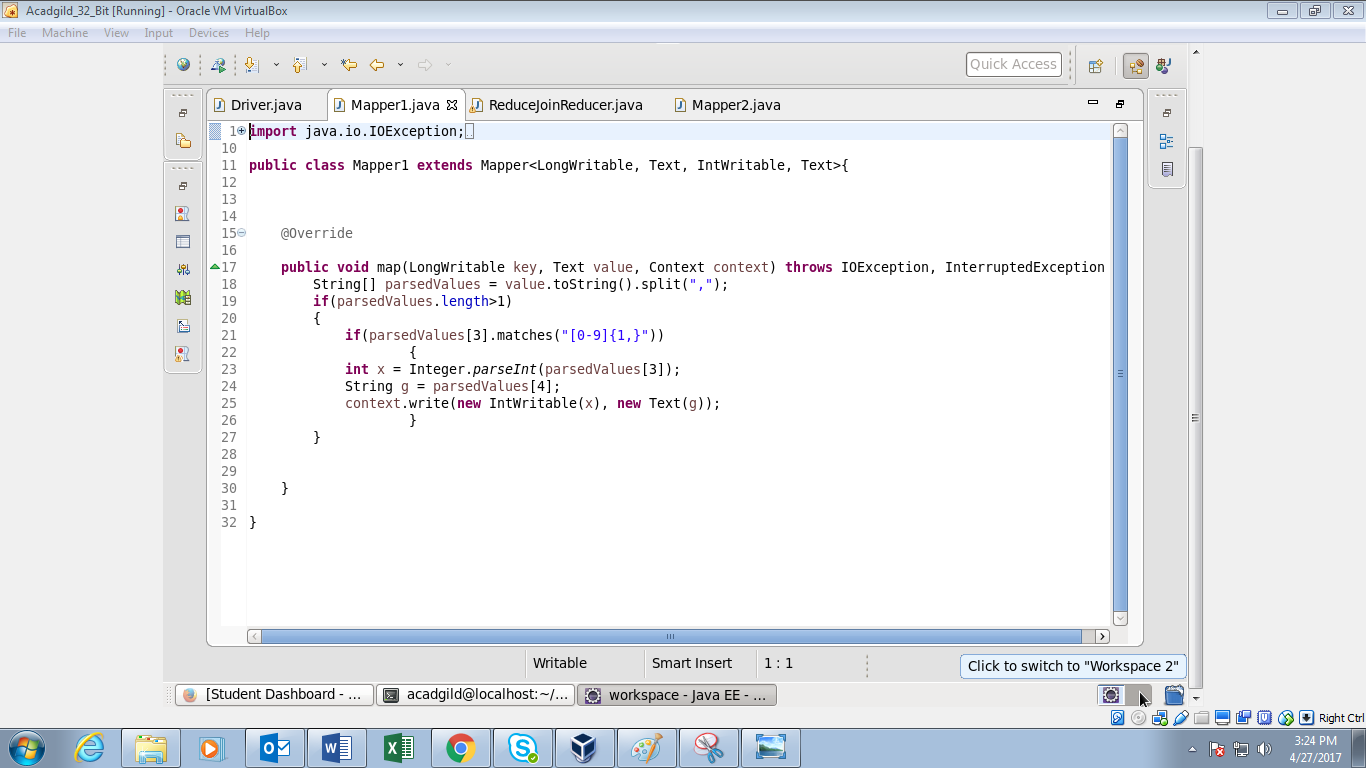 Acadgild_32_Bit [Running] - Oracle VM VirtualBox
File Machine View Input Devices Help
Quick Access
Driver.java Mapper1.java ReduceJoinReducer.java Mapper2.java
1 import java.io.IOException;
10
11 public class Mapper1 extends Mapper<LongWritable, Text, IntWritable, Text>{
12
13
14
15 @Override
16
17 public void map(LongWritable key, Text value, Context context) throws IOException, InterruptedException
18 String[] parsedValues = value.toString().split(",");
19 if(parsedValues.length>1)
20 {
21 if(parsedValues[3].matches("[0-9]{1,}"))
22 {
23 int x = Integer.parseInt(parsedValues[3]);
24 String g = parsedValues[4];
25 context.write(new IntWritable(x), new Text(g));
26 }
27 }
28
29
30 }
31
32 }
Writable Smart Insert 1 : 1 Click to switch to "Workspace 2"
[Student Dashboard - ... acadgild@localhost:~/... workspace - Java EE - ...
Right Ctrl
3:24 PM
4/27/2017